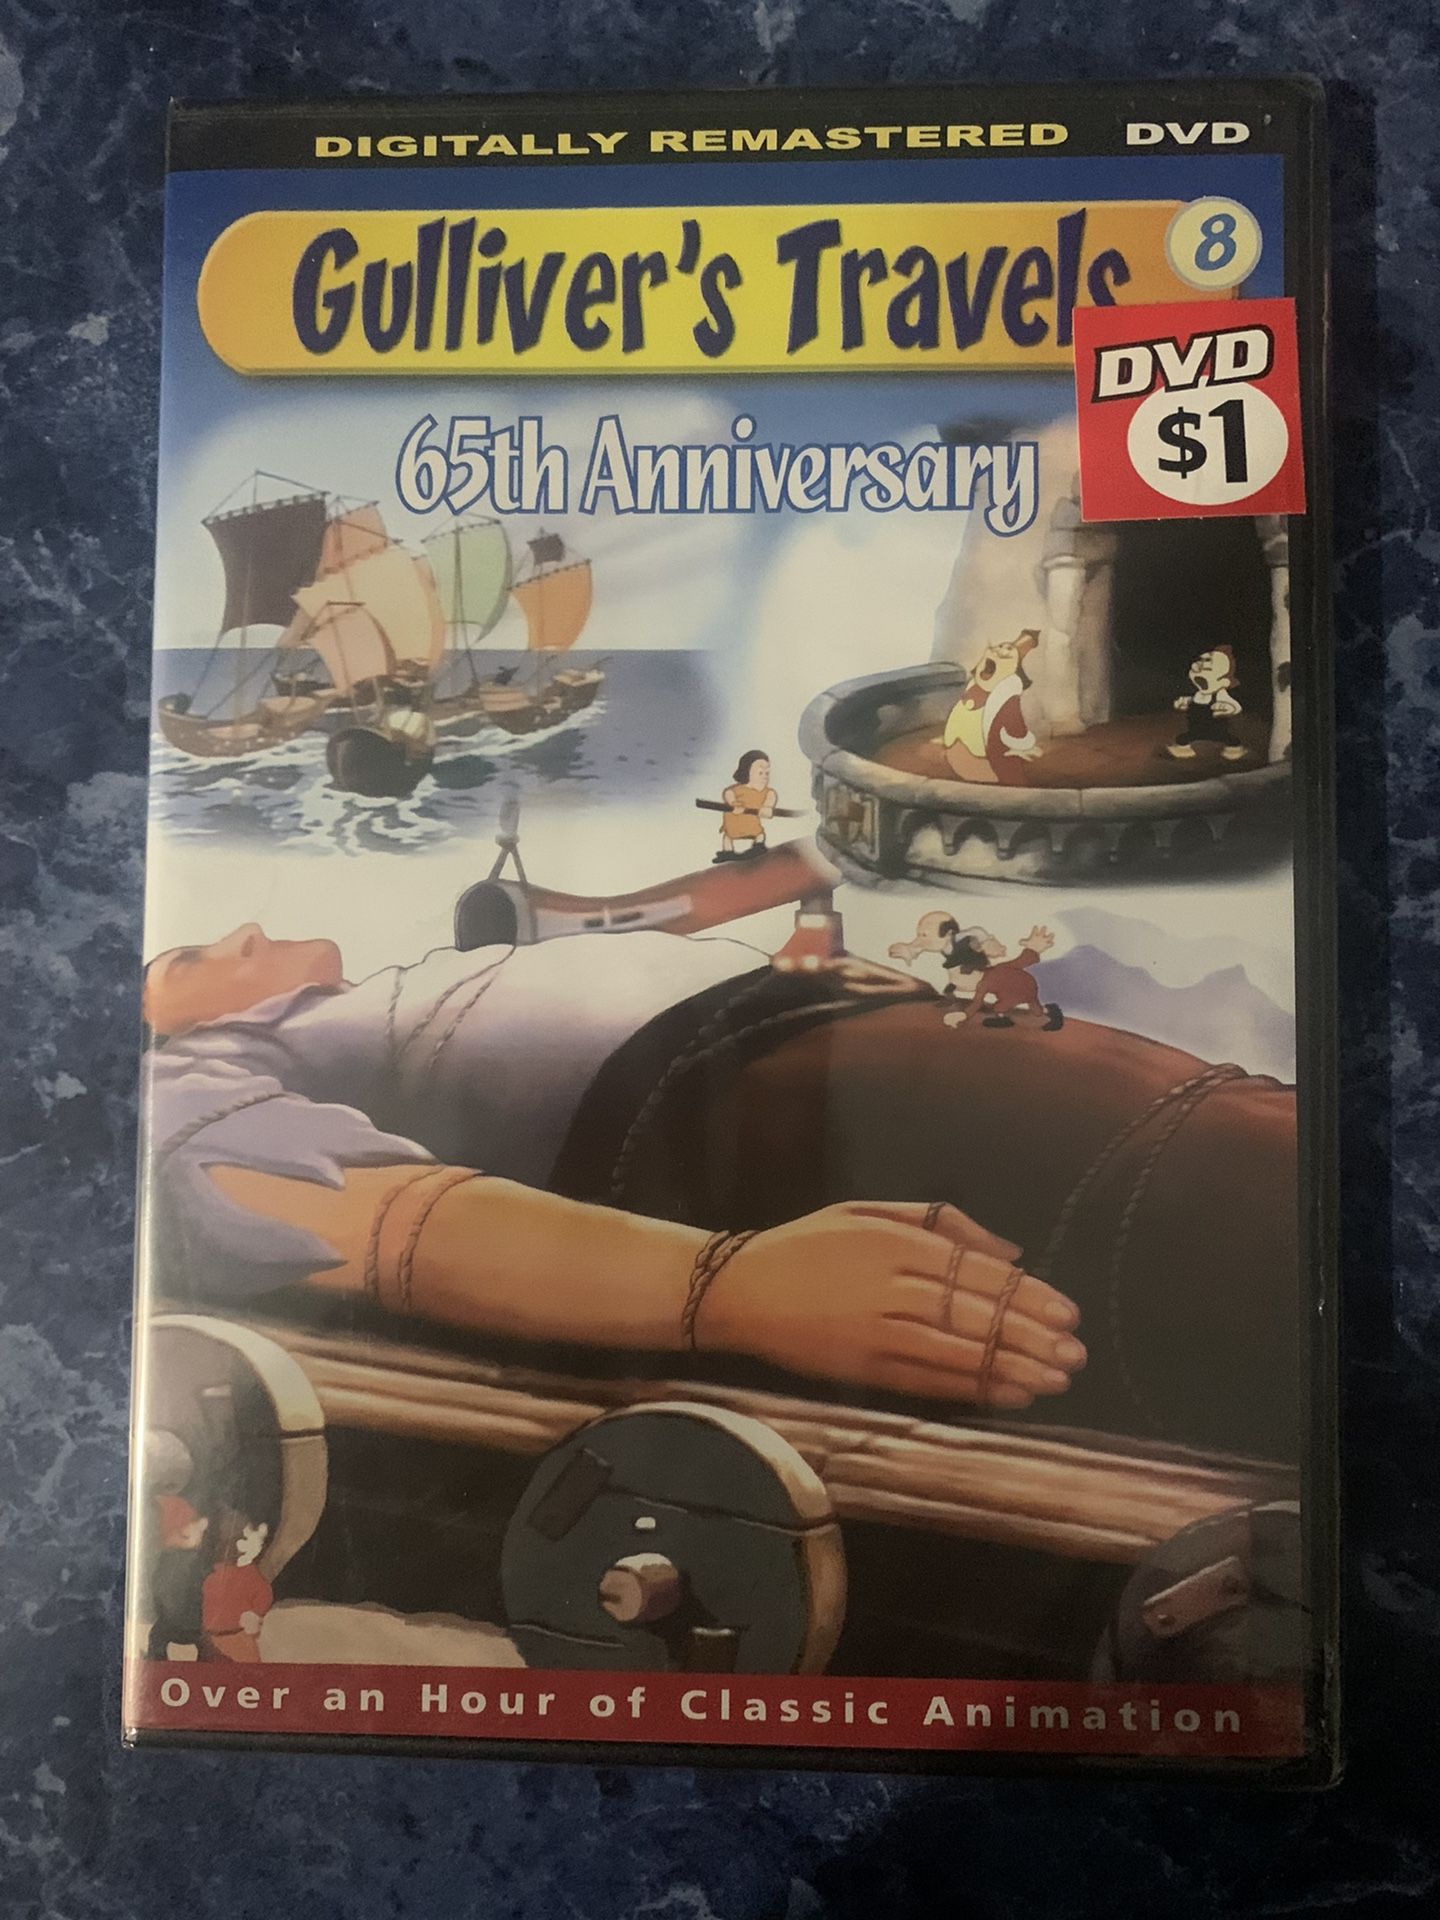 DIGITALLY REMASTERED DVD
Gulliver's Travels
8
DVD
$1
65th Anniversary
Over an Hour of Classic Animation